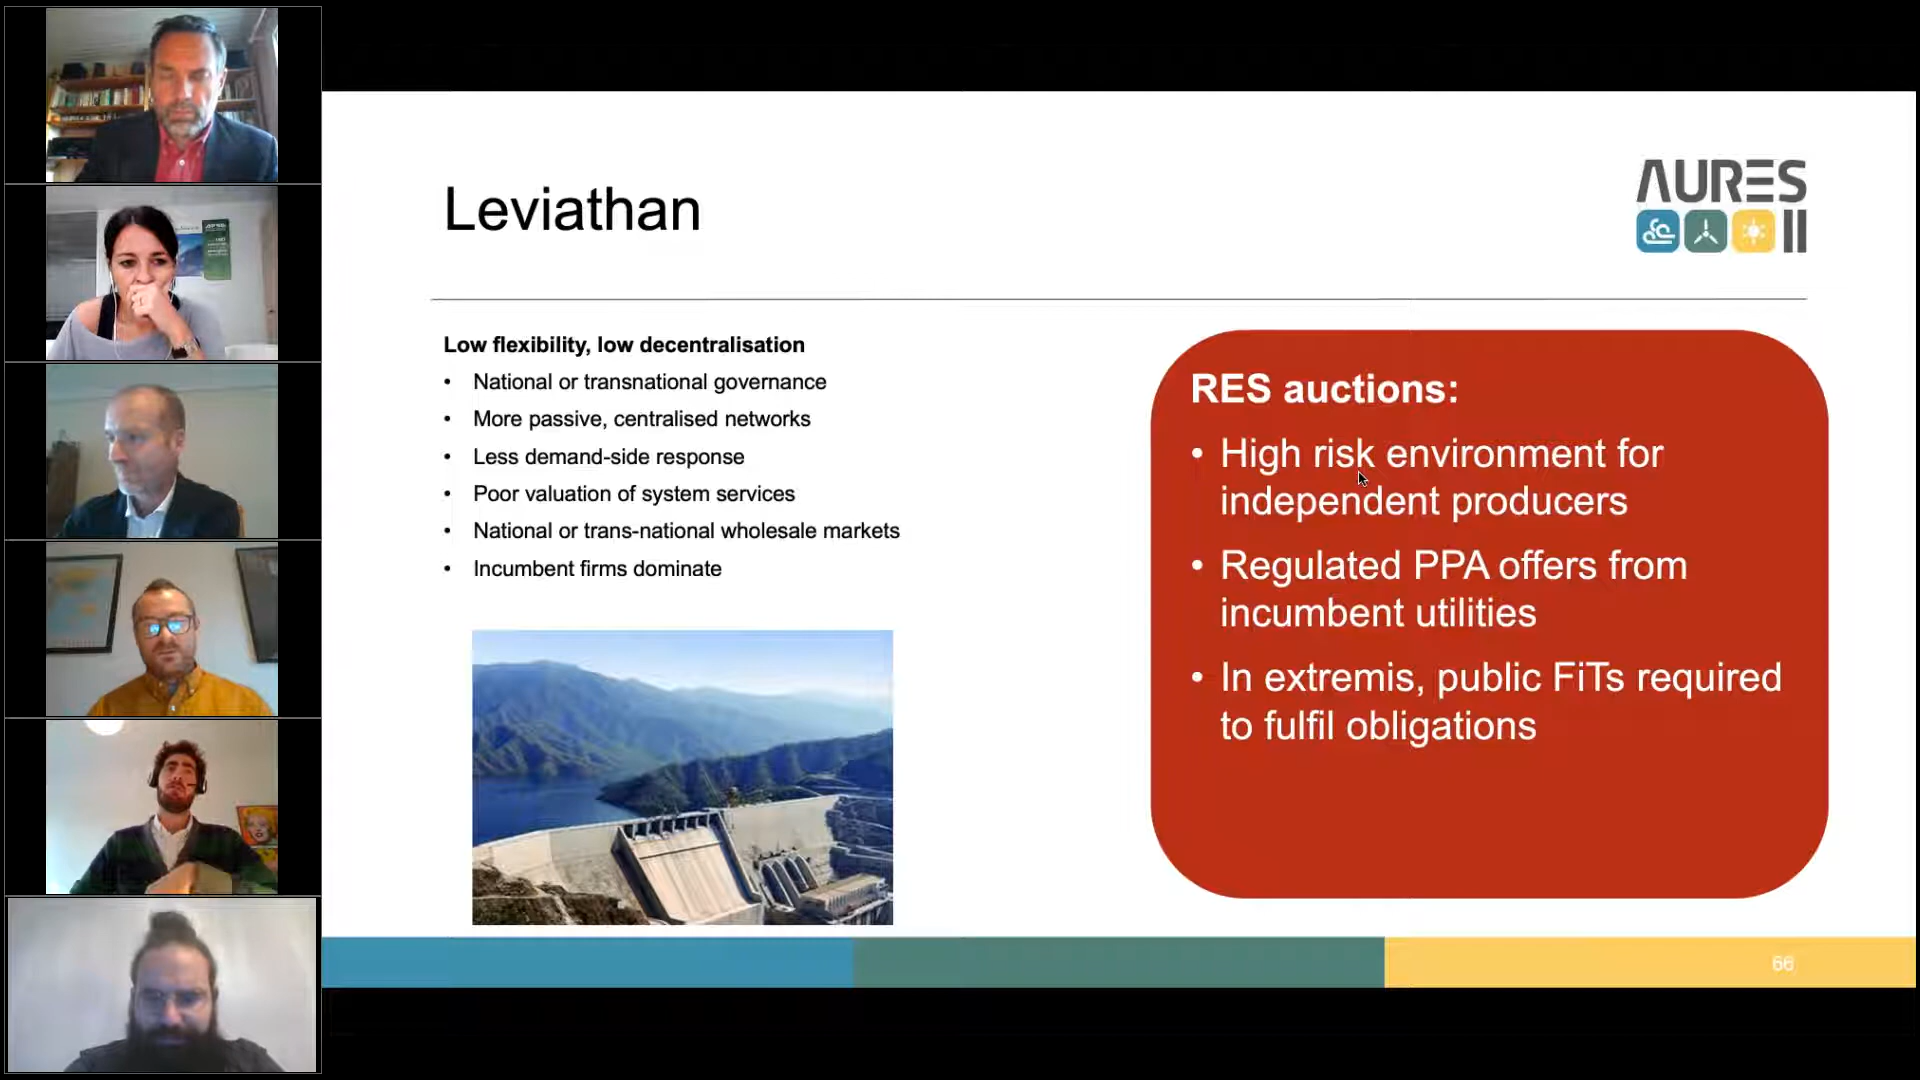 Leviathan
AURES
II
Low flexibility, low decentralisation
• National or transnational governance
• More passive, centralised networks
• Less demand-side response
• Poor valuation of system services
• National or trans-national wholesale markets
• Incumbent firms dominate
RES auctions:
• High risk environment for
independent producers
• Regulated PPA offers from
incumbent utilities
• In extremis, public FiTs required
to fulfil obligations
66